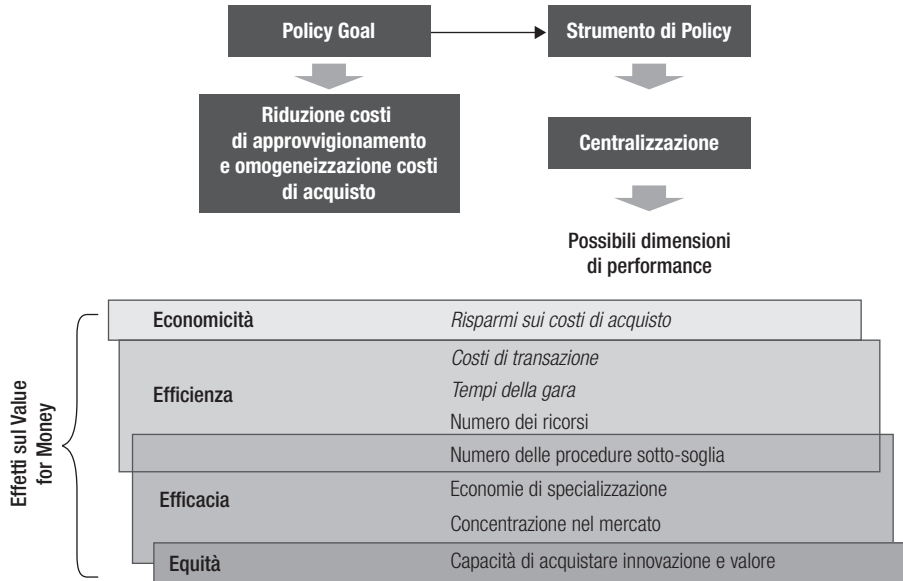 Policy Goal
Strumento di Policy
Riduzione costi
di approvvigionamento
e omogeneizzazione costi
di acquisto
Centralizzazione
Possibili dimensioni
di performance
Effetti sul Value
for Money
Economicità
Risparmi sui costi di acquisto
Efficienza
Costi di transazione
Tempi della gara
Numero dei ricorsi
Numero delle procedure sotto-soglia
Efficacia
Economie di specializzazione
Concentrazione nel mercato
Equità
Capacità di acquistare innovazione e valore